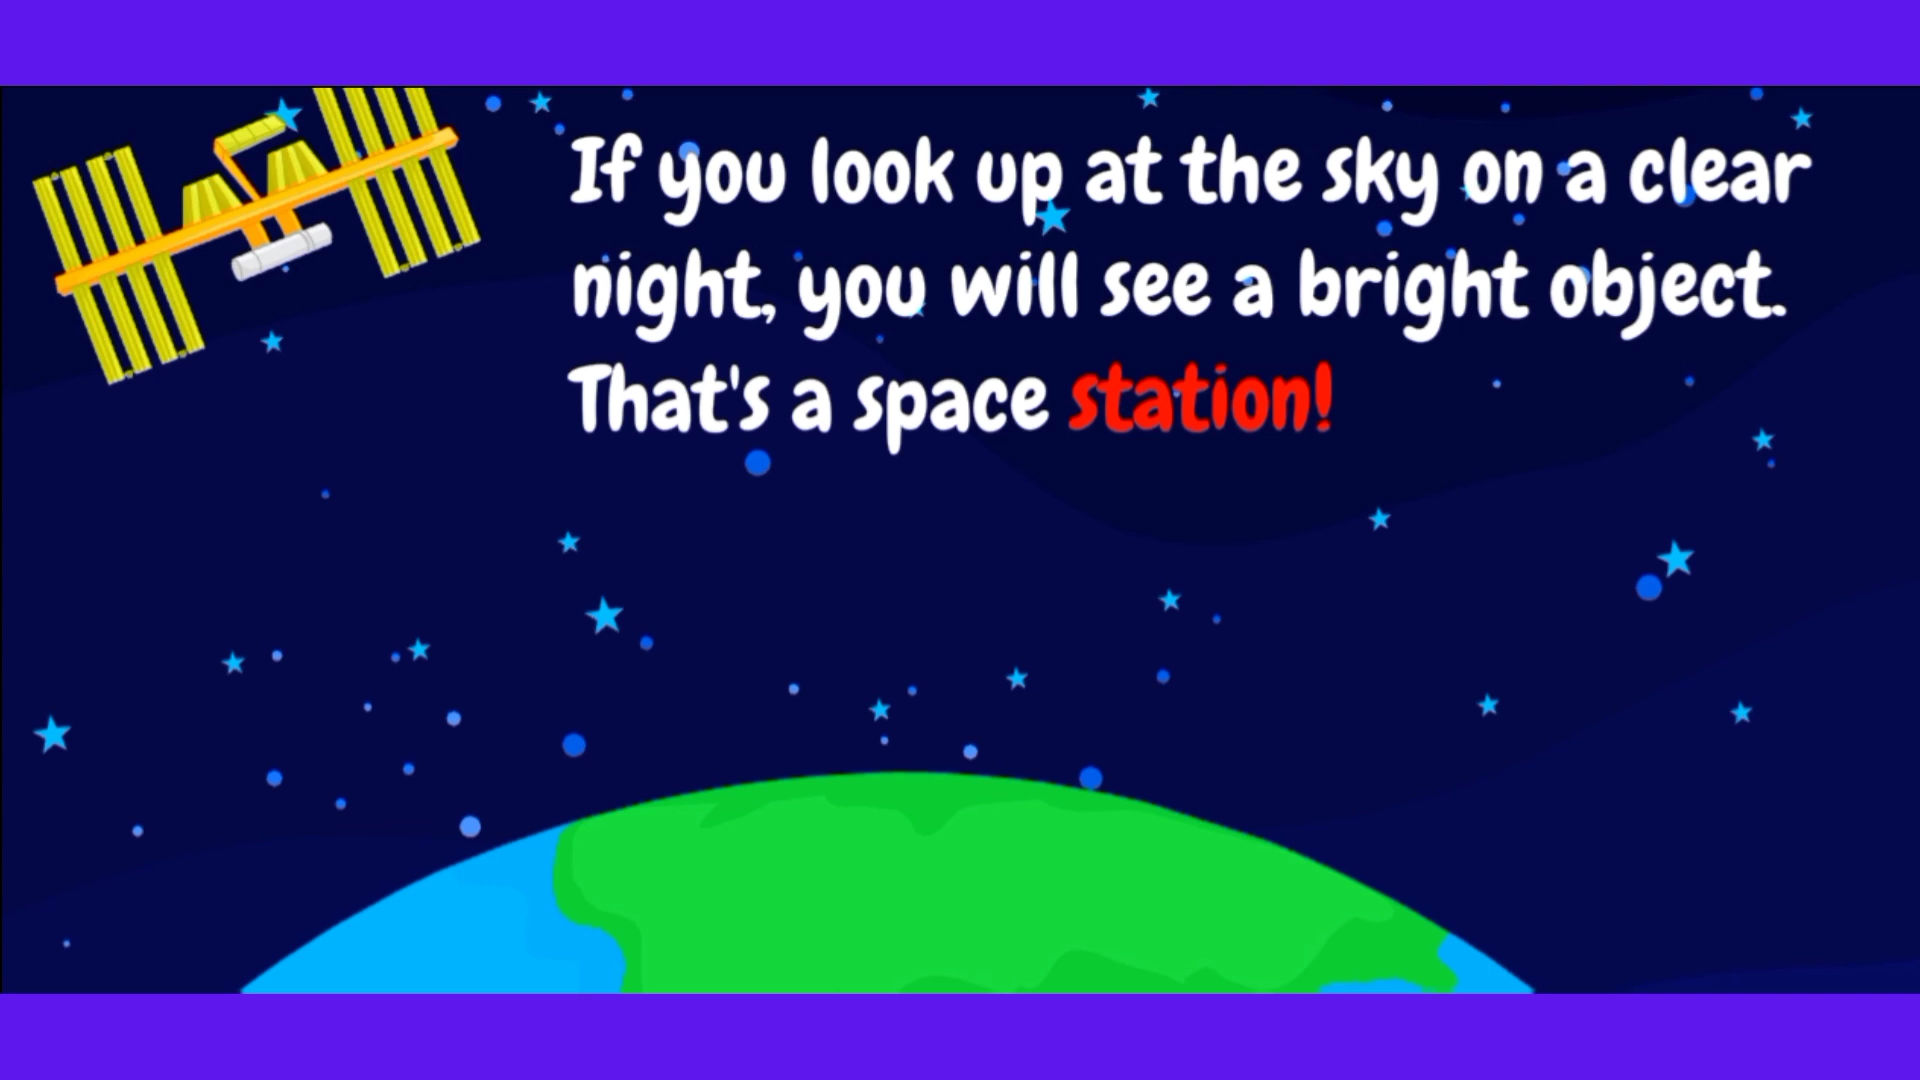 If you look up at the sky on a clear
night, you will see a bright object.
That's a space station!